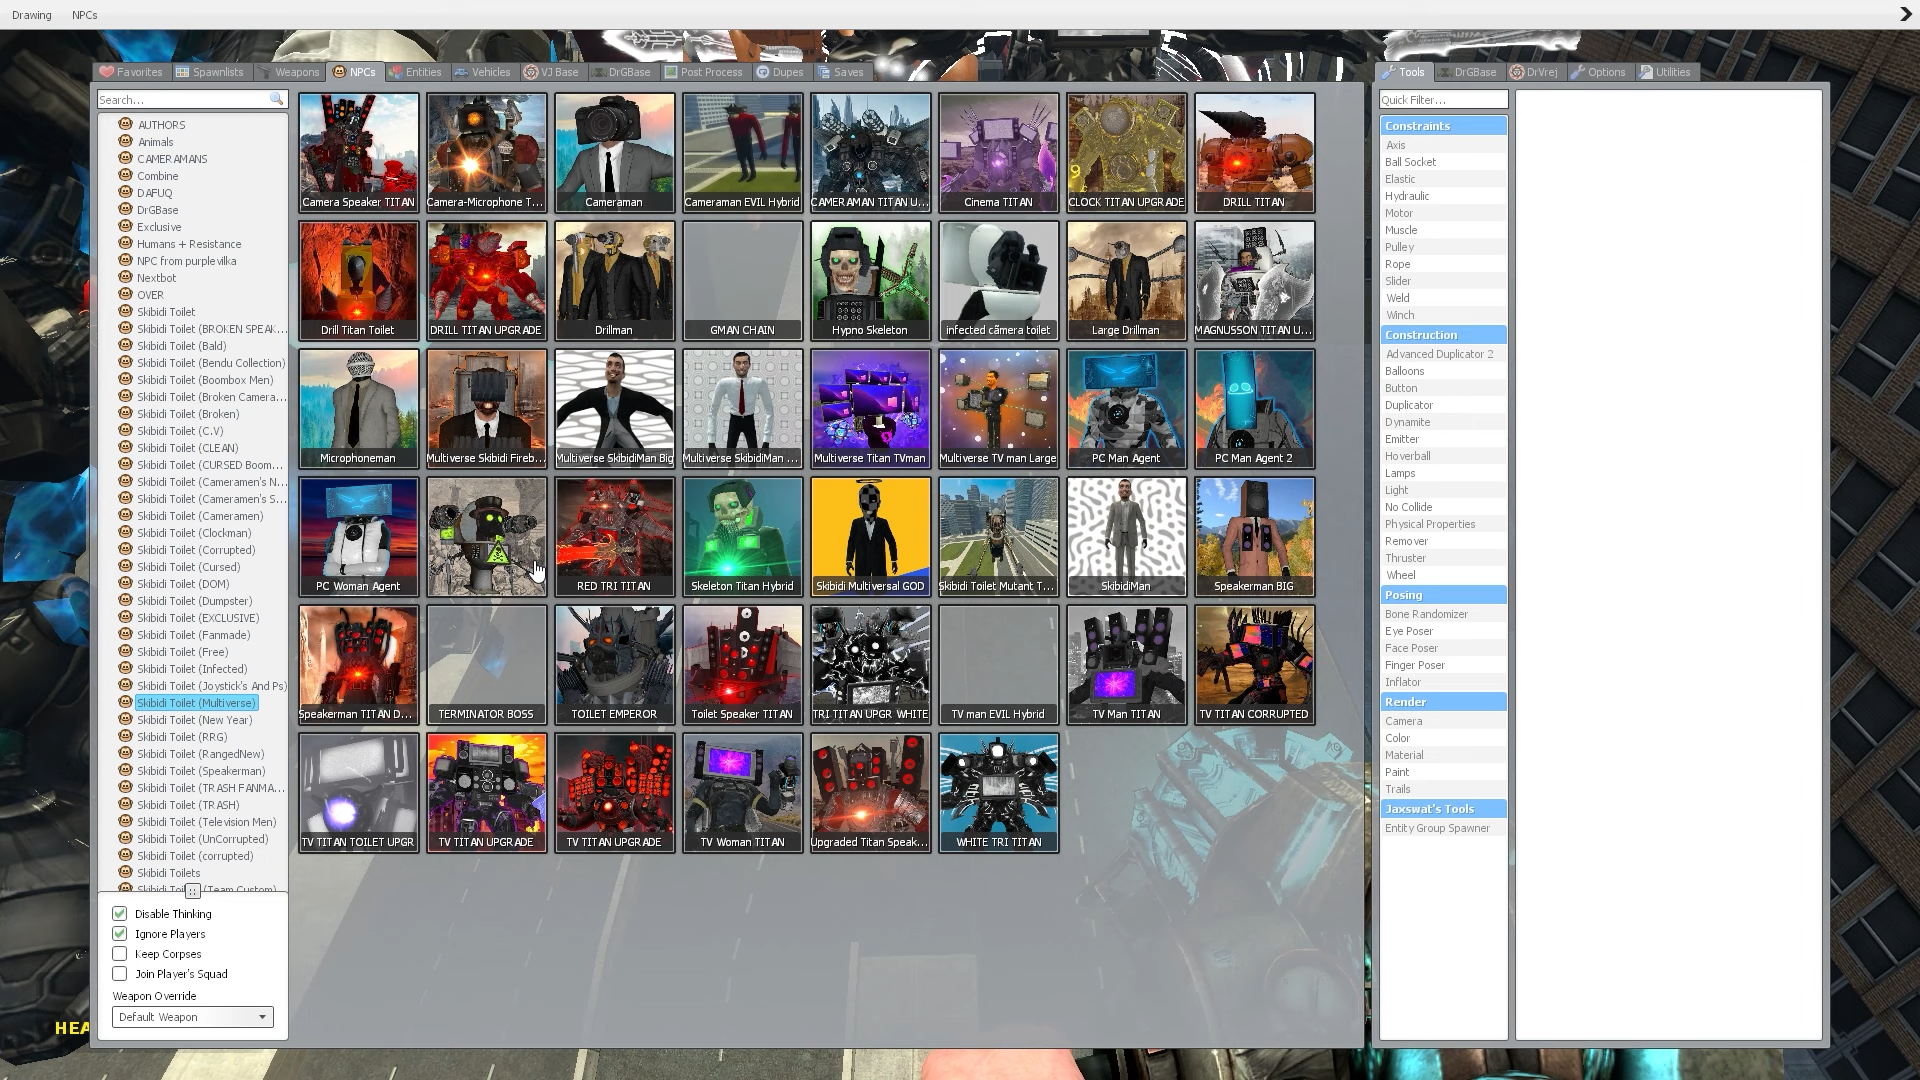 Drawing NPCs
Favorites Spawnlists Weapons NPCs Entities Vehicles VJ Base DrGBase Post Process Dupes Saves
Tools DrGBase DrVrej Options Utilities
Search...
AUTHORS
Animals
CAMERAMANS
Combine
DAFUQ
DrGBase
Exclusive
Humans + Resistance
NPC from purplevilka
Nextbot
OVER
Skibidi Toilet
Skibidi Toilet (BROKEN SPEAK...
Skibidi Toilet (Bald)
Skibidi Toilet (Bendu Collection)
Skibidi Toilet (Boombox Men)
Skibidi Toilet (Broken Camera...
Skibidi Toilet (Broken)
Skibidi Toilet (C.V)
Skibidi Toilet (CLEAN)
Skibidi Toilet (CURSED Boom...
Skibidi Toilet (Cameramen's N...
Skibidi Toilet (Cameramen's S...
Skibidi Toilet (Cameramen)
Skibidi Toilet (Clockman)
Skibidi Toilet (Corrupted)
Skibidi Toilet (Cursed)
Skibidi Toilet (DOM)
Skibidi Toilet (Dumpster)
Skibidi Toilet (EXCLUSIVE)
Skibidi Toilet (Fanmade)
Skibidi Toilet (Free)
Skibidi Toilet (Infected)
Skibidi Toilet (Joystick's And Ps)
Skibidi Toilet (Multiverse)
Skibidi Toilet (New Year)
Skibidi Toilet (RRG)
Skibidi Toilet (RangedNew)
Skibidi Toilet (Speakerman)
Skibidi Toilet (TRASH FANMA...
Skibidi Toilet (TRASH)
Skibidi Toilet (Television Men)
Skibidi Toilet (UnCorrupted)
Skibidi Toilet (corrupted)
Skibidi Toilets
(Team Custom)
Disable Thinking
Ignore Players
Keep Corpses
Join Player's Squad
Weapon Override
Default Weapon
HEA
Camera Speaker TITAN
Camera-Microphone T...
Cameraman
Cameraman EVIL Hybrid
CAMERAMAN TITAN U...
Cinema TITAN
CLOCK TITAN UPGRADE
DRILL TITAN
Drill Titan Toilet
DRILL TITAN UPGRADE
Drillman
GMAN CHAIN
Hypno Skeleton
infected cãmera toilet
Large Drillman
MAGNUSSON TITAN U...
Microphoneman
Multiverse Skibidi Fireb...
Multiverse SkibidiMan Big
Multiverse SkibidiMan ...
Multiverse Titan TVman
Multiverse TV man Large
PC Man Agent
PC Man Agent 2
PC Woman Agent
RED TRI TITAN
Skeleton Titan Hybrid
Skibidi Multiversal GOD
Skibidi Toilet Mutant T...
SkibidiMan
Speakerman BIG
Speakerman TITAN D...
TERMINATOR BOSS
TOILET EMPEROR
Toilet Speaker TITAN
TRI TITAN UPGR WHITE
TV man EVIL Hybrid
TV Man TITAN
TV TITAN CORRUPTED
TV TITAN TOILET UPGR
TV TITAN UPGRADE
TV TITAN UPGRADE
TV Woman TITAN
Upgraded Titan Speak...
WHITE TRI TITAN
Quick Filter...
Constraints
Axis
Ball Socket
Elastic
Hydraulic
Motor
Muscle
Pulley
Rope
Slider
Weld
Winch
Construction
Advanced Duplicator 2
Balloons
Button
Duplicator
Dynamite
Emitter
Hoverball
Lamps
Light
No Collide
Physical Properties
Remover
Thruster
Wheel
Posing
Bone Randomizer
Eye Poser
Face Poser
Finger Poser
Inflator
Render
Camera
Color
Material
Paint
Trails
Jaxswat's Tools
Entity Group Spawner